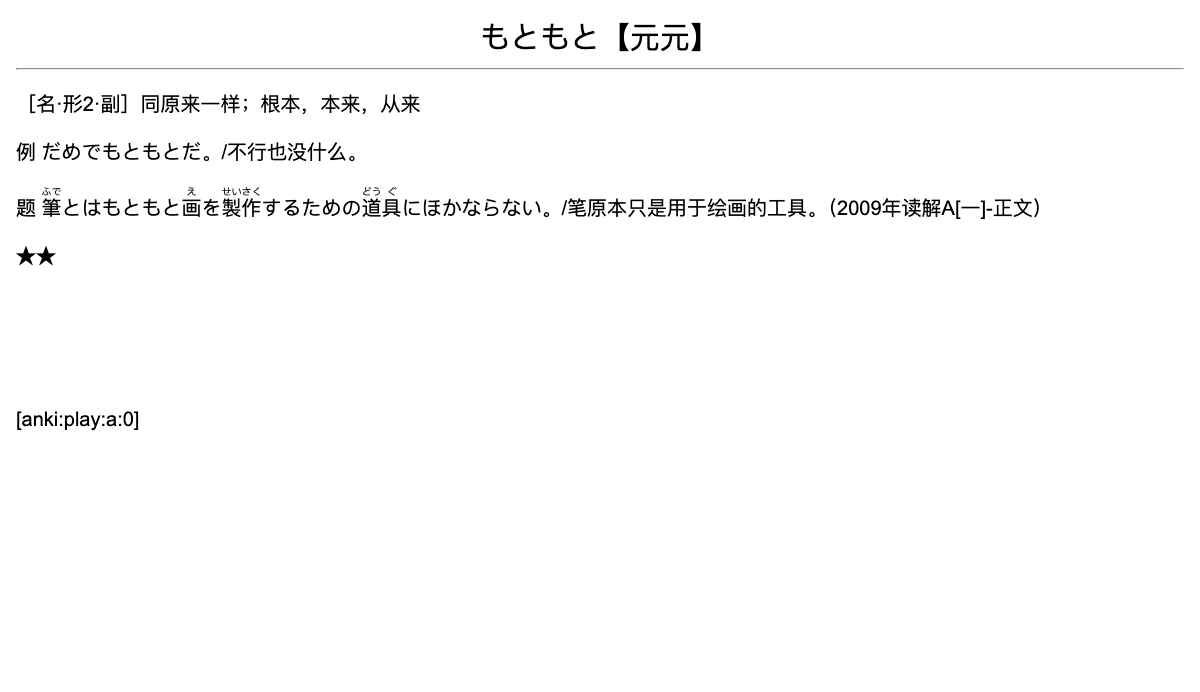 もともと【元元】
［名·形2·副］同原来一样；根本，本来，从来
例 だめでもともとだ。/不行也没什么。
题 筆とはもともと画を製作するための道具にほかならない。/笔原本只是用于绘画的工具。（2009年读解A[一]-正文）
ふで え せいさく どう ぐ
★★
[anki:play:a:0]